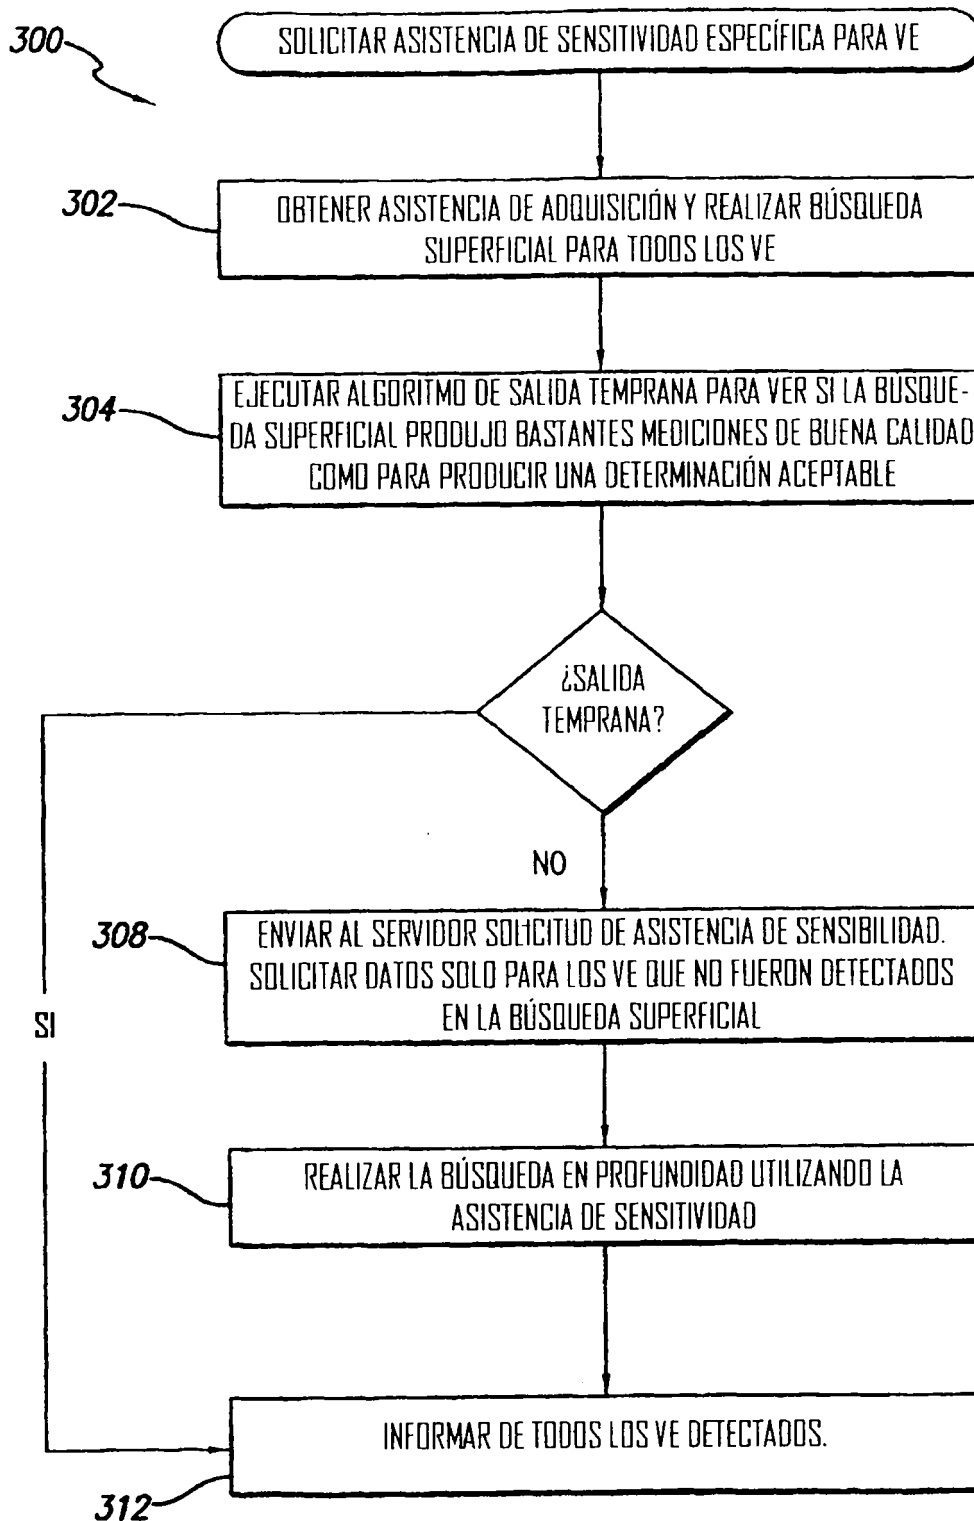 300
SOLICITAR ASISTENCIA DE SENSITIVIDAD ESPECÍFICA PARA VE
302
OBTENER ASISTENCIA DE ADQUISICIÓN Y REALIZAR BÚSQUEDA
SUPERFICIAL PARA TODOS LOS VE
304
EJECUTAR ALGORITMO DE SALIDA TEMPRANA PARA VER SI LA BUSQUE-
DA SUPERFICIAL PRODUJO BASTANTES MEDICIONES DE BUENA CALIDAD
COMO PARA PRODUCIR UNA DETERMINACIÓN ACEPTABLE
¿SALIDA
TEMPRANA?
NO
308
ENVIAR AL SERVIDOR SOLICITUD DE ASISTENCIA DE SENSIBILIDAD.
SOLICITAR DATOS SOLO PARA LOS VE QUE NO FUERON DETECTADOS
EN LA BÚSQUEDA SUPERFICIAL
SI
310
REALIZAR LA BÚSQUEDA EN PROFUNDIDAD UTILIZANDO LA
ASISTENCIA DE SENSITIVIDAD
INFORMAR DE TODOS LOS VE DETECTADOS.
312